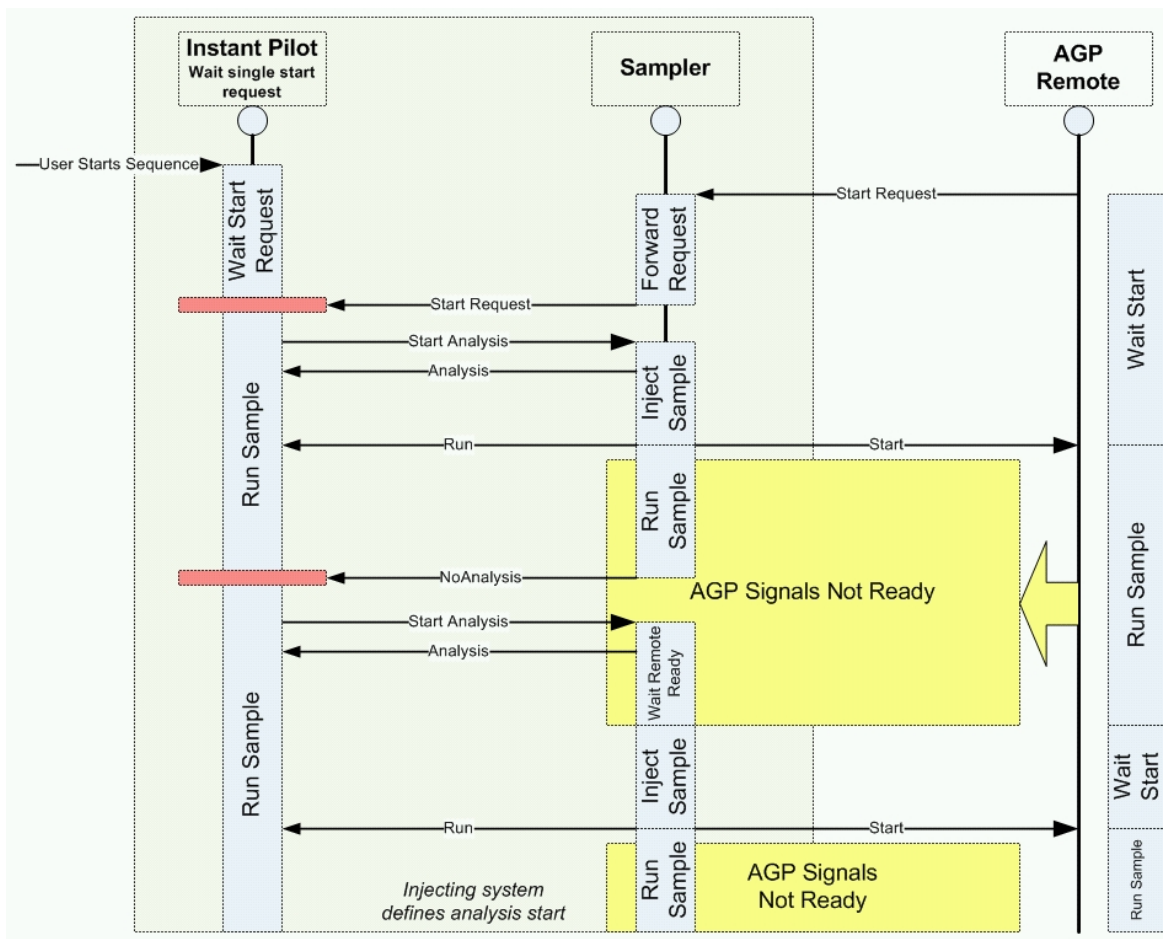 Instant Pilot
Wait single start
request
Sampler
AGP
Remote
User Starts Sequence
Wait Start
Request
Start Request
Forward
Request
Start Request
Wait Start
Start Analysis
Analysis
Inject
Sample
Run Sample
Run
Start
Run
Sample
AGP Signals Not Ready
Run Sample
NoAnalysis
Start Analysis
Analysis
Wait Remote
Ready
Run Sample
Inject
Sample
Wait
Start
Run
Start
Run
Sample
AGP Signals
Not Ready
Run Sample
Injecting system
defines analysis start